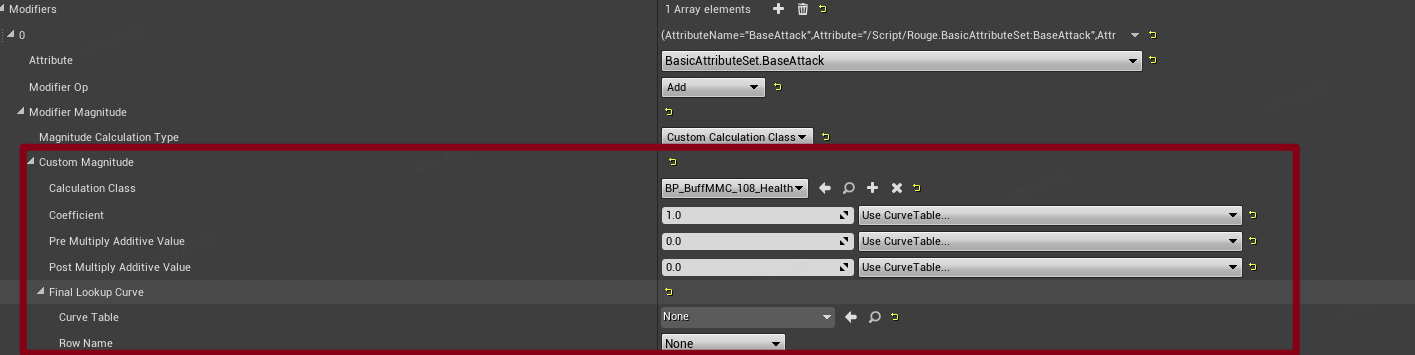 Modifiers 1 Array elements
0 (AttributeName="BaseAttack",Attribute="/Script/Rouge.BasicAttributeSet:BaseAttack",Attr
Attribute BasicAttributeSet.BaseAttack
Modifier Op Add
Modifier Magnitude
Magnitude Calculation Type Custom Calculation Class
Custom Magnitude
Calculation Class BP_BuffMMC_108_Health
Coefficient 1.0 Use CurveTable...
Pre Multiply Additive Value 0.0 Use CurveTable...
Post Multiply Additive Value 0.0 Use CurveTable...
Final Lookup Curve
Curve Table None
Row Name None